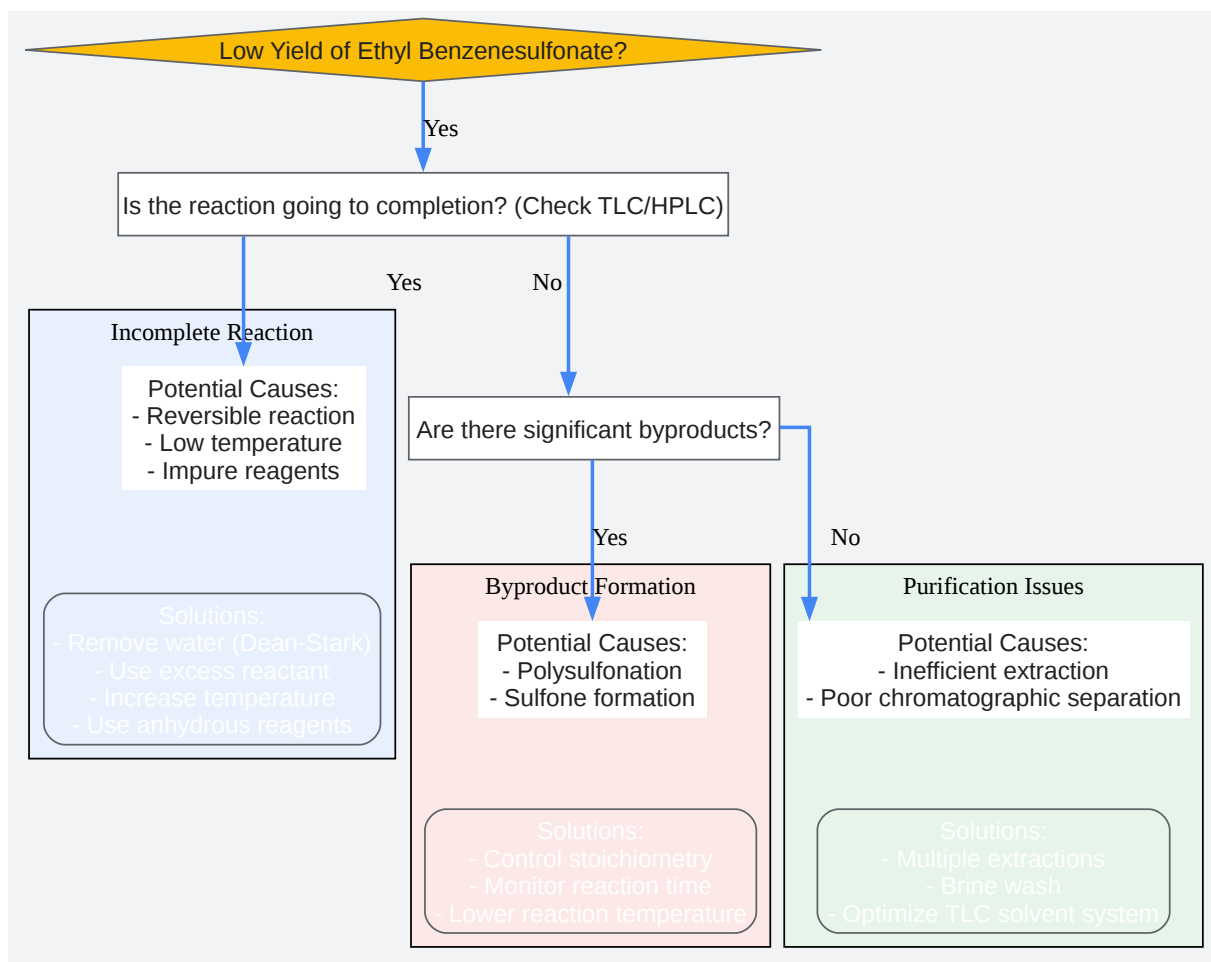 Low Yield of Ethyl Benzenesulfonate?
Yes
Is the reaction going to completion? (Check TLC/HPLC)
Yes
No
Incomplete Reaction
Potential Causes:
- Reversible reaction
- Low temperature
- Impure reagents
Solutions:
- Remove water (Dean-Stark)
- Use excess reactant
- Increase temperature
- Use anhydrous reagents
Are there significant byproducts?
Yes
No
Byproduct Formation
Potential Causes:
- Polysulfonation
- Sulfone formation
Solutions:
- Control stoichiometry
- Monitor reaction time
- Lower reaction temperature
Purification Issues
Potential Causes:
- Inefficient extraction
- Poor chromatographic separation
Solutions:
- Multiple extractions
- Brine wash
- Optimize TLC solvent system